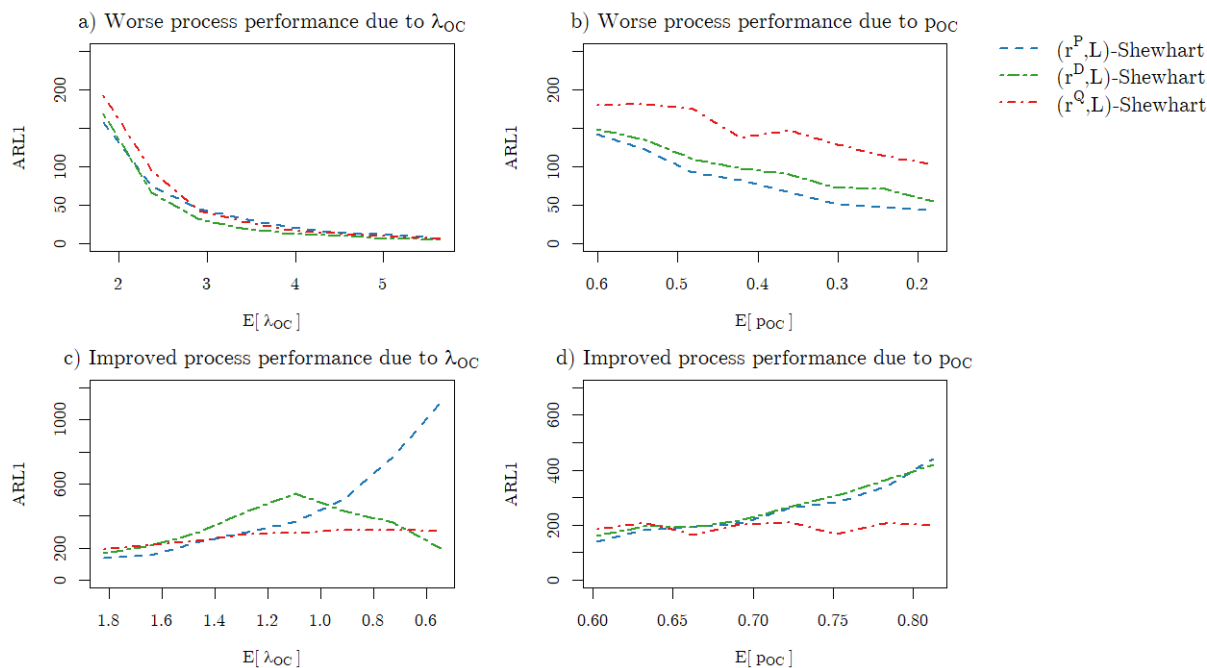 a) Worse process performance due to λOC
ARL1
0 50 100 200
2 3 4 5
E[ λOC ]
b) Worse process performance due to pOC
ARL1
0 50 100 200
0.6 0.5 0.4 0.3 0.2
E[ pOC ]
(rP,L)-Shewhart
(rD,L)-Shewhart
(rQ,L)-Shewhart
c) Improved process performance due to λOC
ARL1
0 200 600 1000
1.8 1.6 1.4 1.2 1.0 0.8 0.6
E[ λOC ]
d) Improved process performance due to pOC
ARL1
0 200 400 600
0.60 0.65 0.70 0.75 0.80
E[ pOC ]